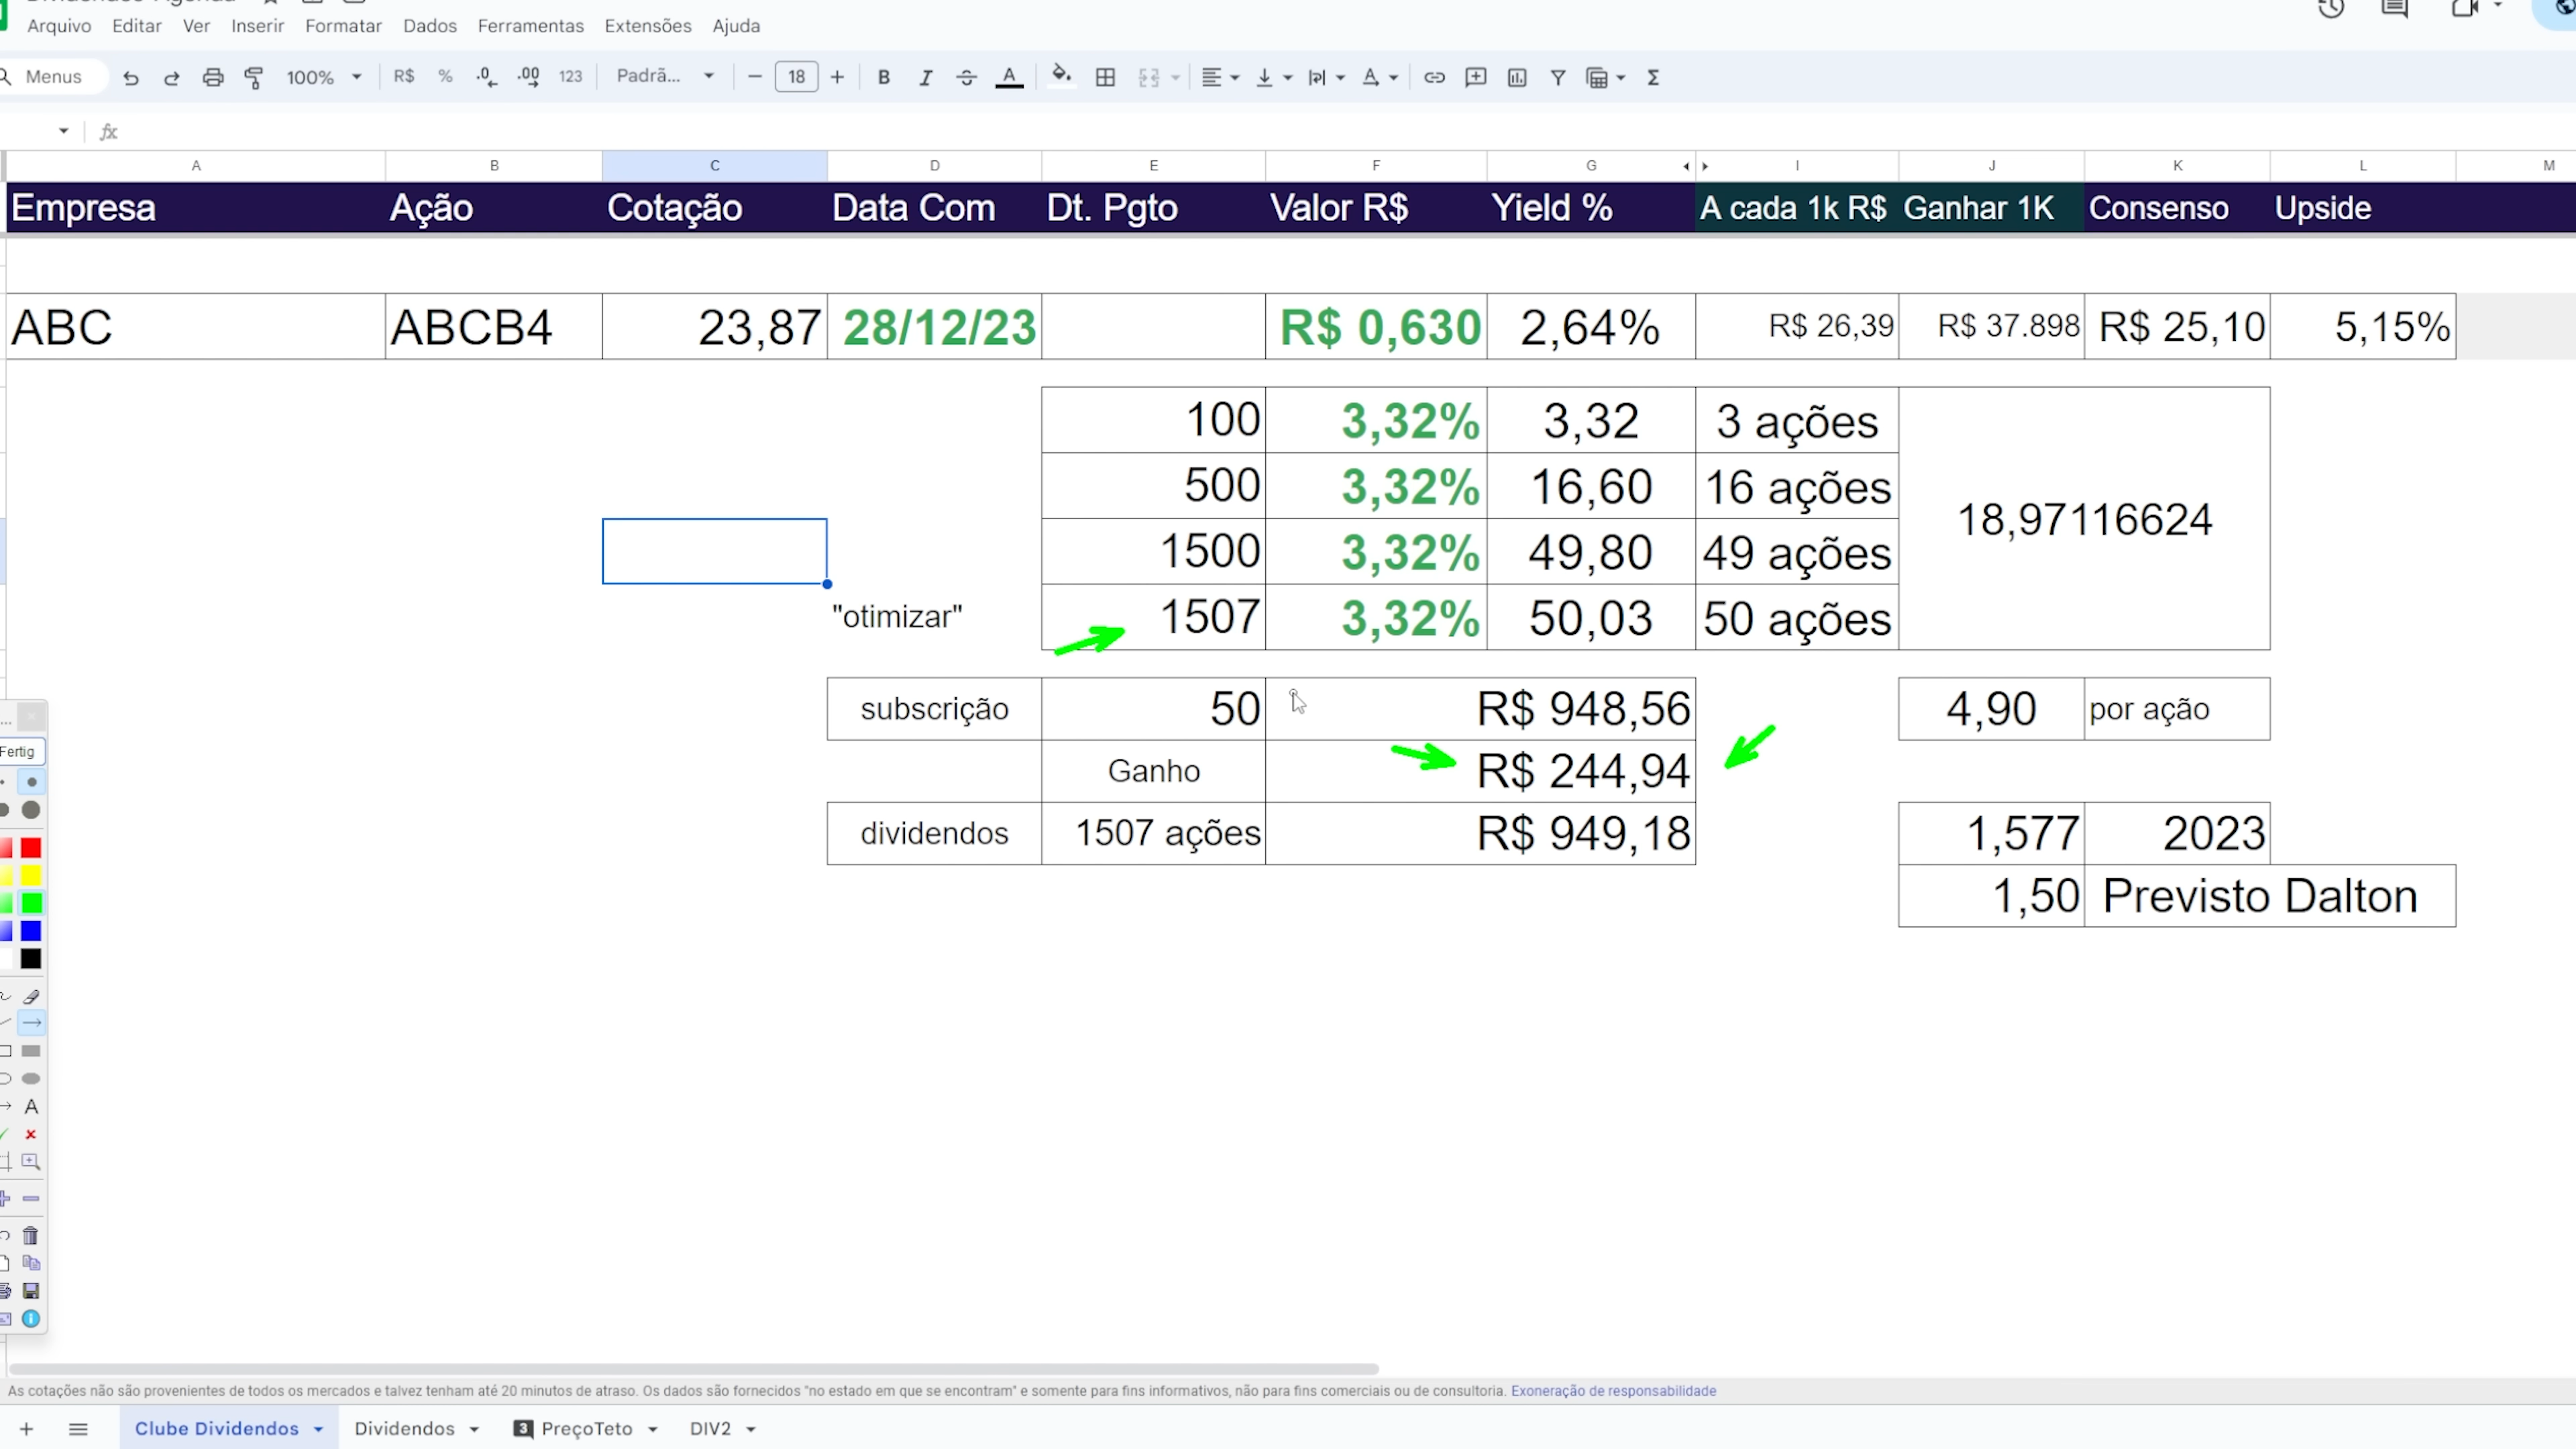 Arquivo Editar Ver Inserir Formatar Dados Ferramentas Extensões Ajuda
Menus 100% R$ % .0 .00 123 Padrã... 18 B I S A Σ
fx
A B C D E F G I J K L M
Empresa Ação Cotação Data Com Dt. Pgto Valor R$ Yield % A cada 1k R$ Ganhar 1K Consenso Upside
ABC ABCB4 23,87 28/12/23 R$ 0,630 2,64% R$ 26,39 R$ 37.898 R$ 25,10 5,15%
100 3,32% 3,32 3 ações
500 3,32% 16,60 16 ações
18,97116624
1500 3,32% 49,80 49 ações
"otimizar" 1507 3,32% 50,03 50 ações
subscrição 50 R$ 948,56 4,90 por ação
Fertig
Ganho R$ 244,94
dividendos 1507 ações R$ 949,18 1,577 2023
1,50 Previsto Dalton
A
As cotações não são provenientes de todos os mercados e talvez tenham até 20 minutos de atraso. Os dados são fornecidos "no estado em que se encontram" e somente para fins informativos, não para fins comerciais ou de consultoria. Exoneração de responsabilidade
Clube Dividendos Dividendos 3 PreçoTeto DIV2